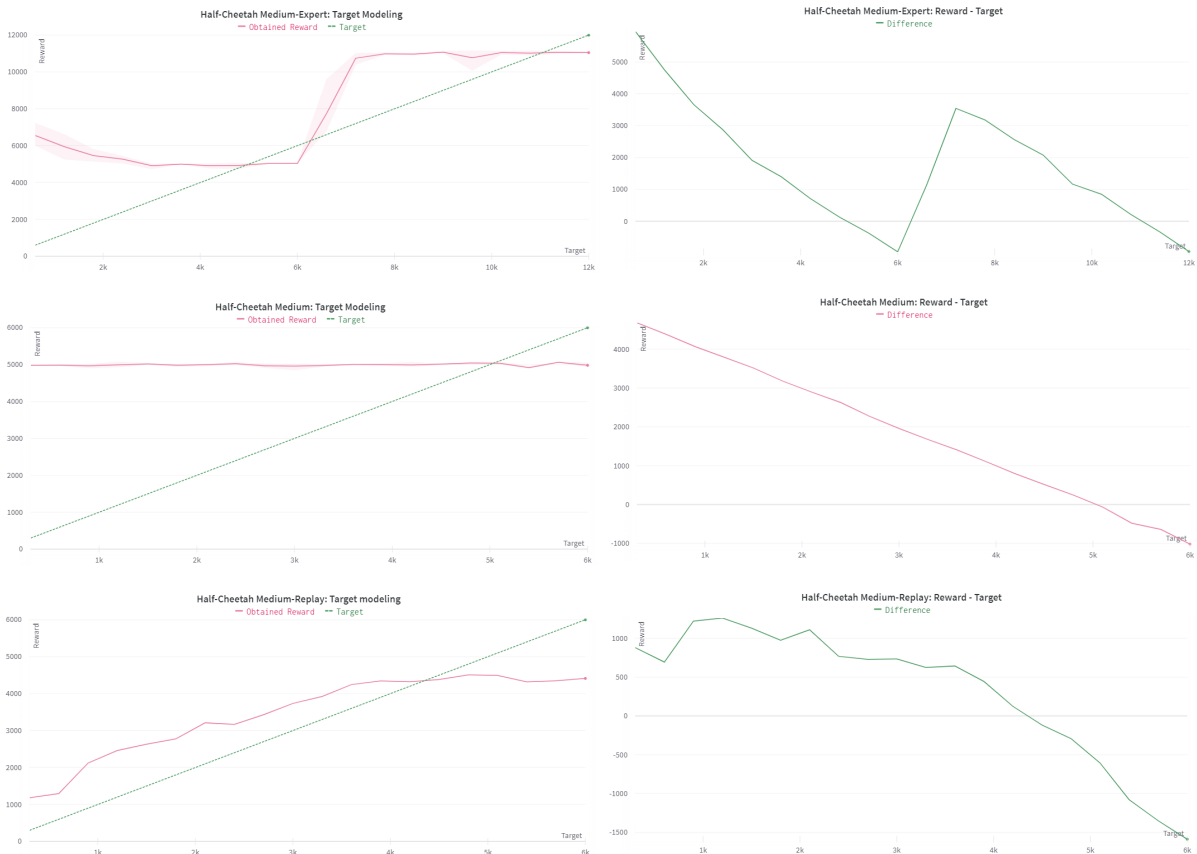 Half-Cheetah Medium-Expert: Target Modeling
Obtained Reward Target
12000
10000
8000
6000
4000
2000
0
Reward
Target
2k 4k 6k 8k 10k 12k
Half-Cheetah Medium-Expert: Reward - Target
Difference
5000
4000
3000
2000
1000
0
Reward
Target
2k 4k 6k 8k 10k 12k
Half-Cheetah Medium: Target Modeling
Obtained Reward Target
6000
5000
4000
3000
2000
1000
0
Reward
Target
1k 2k 3k 4k 5k 6k
Half-Cheetah Medium: Reward - Target
Difference
4000
3000
2000
1000
0
-1000
Reward
Target
1k 2k 3k 4k 5k 6k
Half-Cheetah Medium-Replay: Target modeling
Obtained Reward Target
6000
5000
4000
3000
2000
1000
0
Reward
Target
1k 2k 3k 4k 5k 6k
Half-Cheetah Medium-Replay: Reward - Target
Difference
1000
500
0
-500
-1000
-1500
Reward
Target
1k 2k 3k 4k 5k 6k